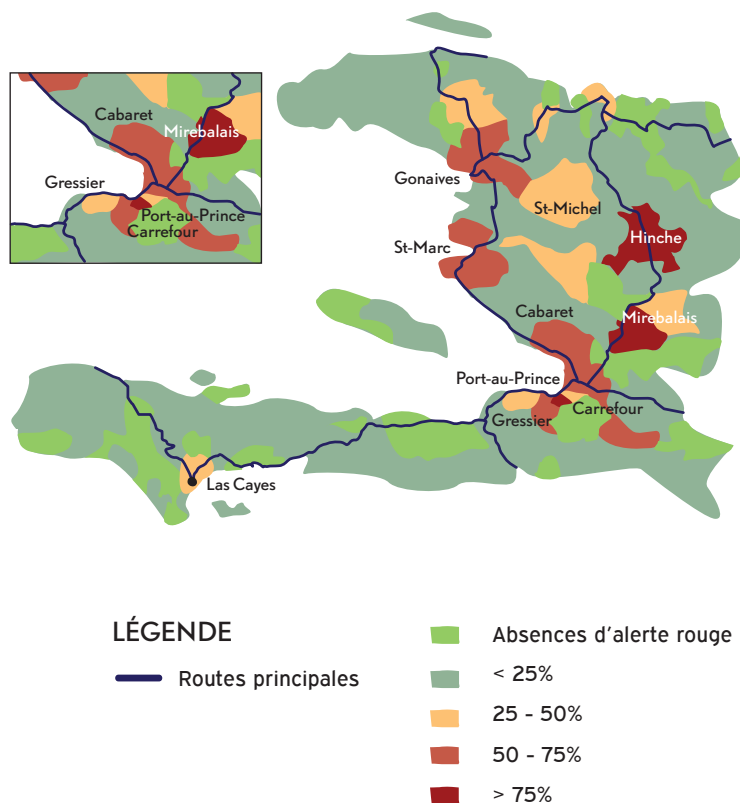 Cabaret
Mirebalais
Gressier
Port-au-Prince
Carrefour
Gonaives
St-Michel
St-Marc
Hinche
Cabaret
Mirebalais
Port-au-Prince
Gressier
Carrefour
Las Cayes
LÉGENDE
Routes principales
Absences d'alerte rouge
< 25%
25 - 50%
50 - 75%
> 75%